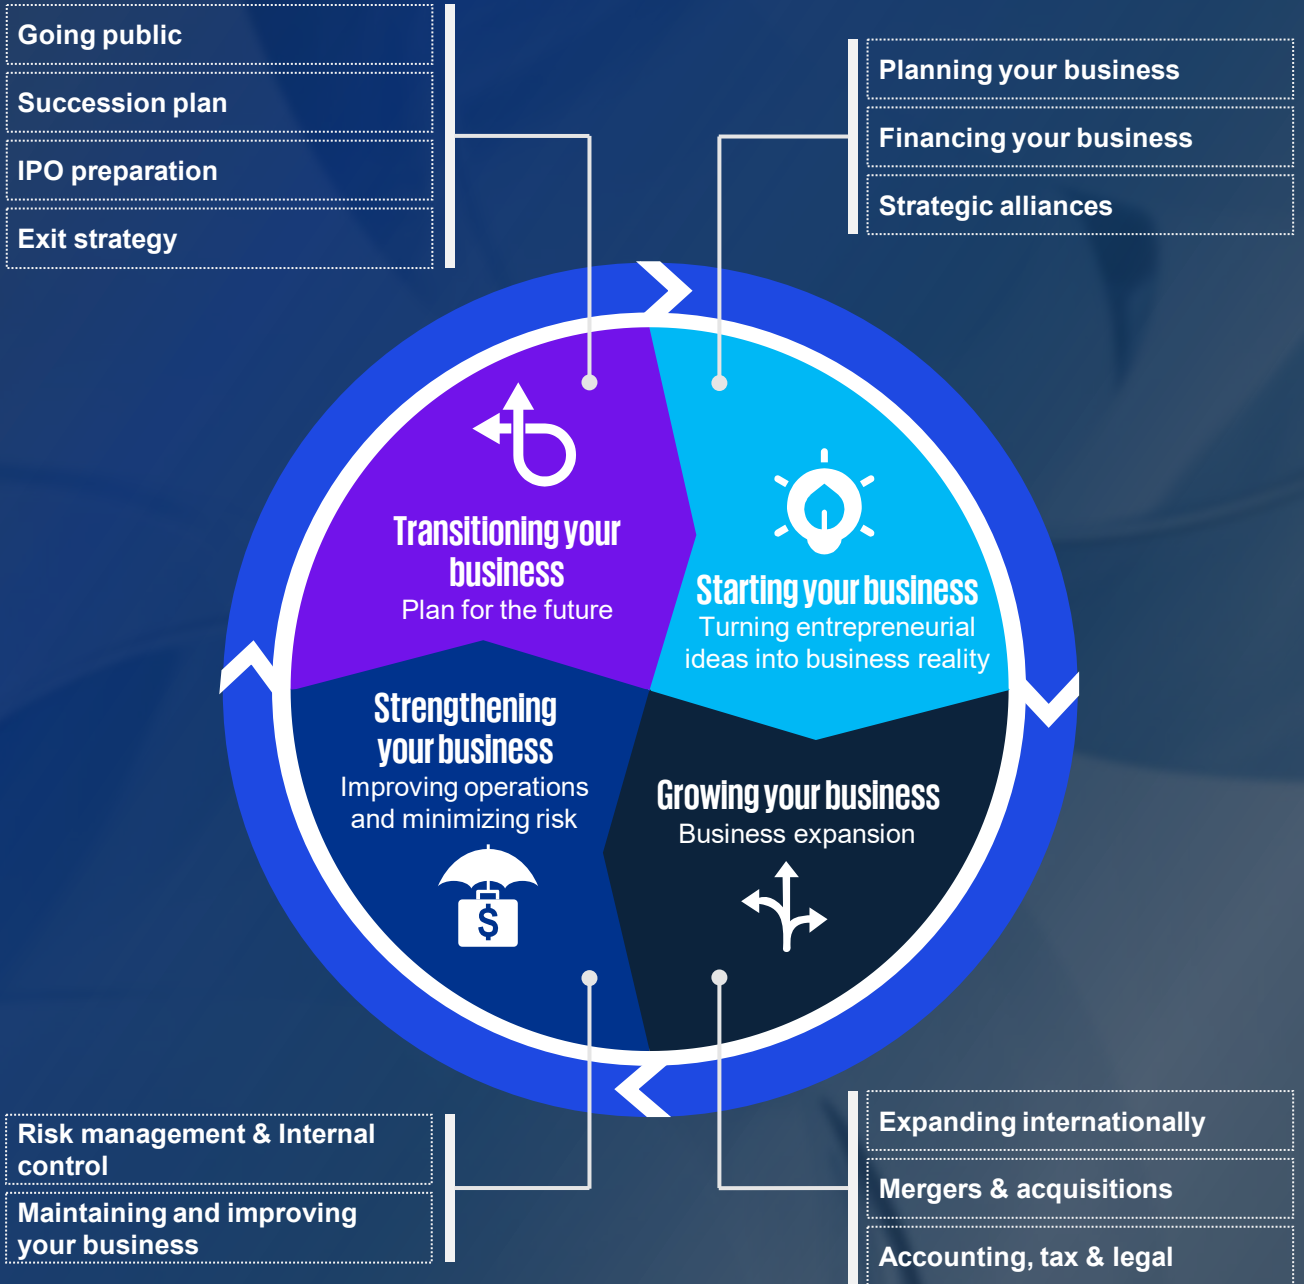 Going public
Succession plan
IPO preparation
Exit strategy
Planning your business
Financing your business
Strategic alliances
Transitioning your
business
Plan for the future
Starting your business
Turning entrepreneurial
ideas into business reality
Strengthening
your business
Improving operations
and minimizing risk
$
Growing your business
Business expansion
Risk management & Internal
control
Maintaining and improving
your business
Expanding internationally
Mergers & acquisitions
Accounting, tax & legal